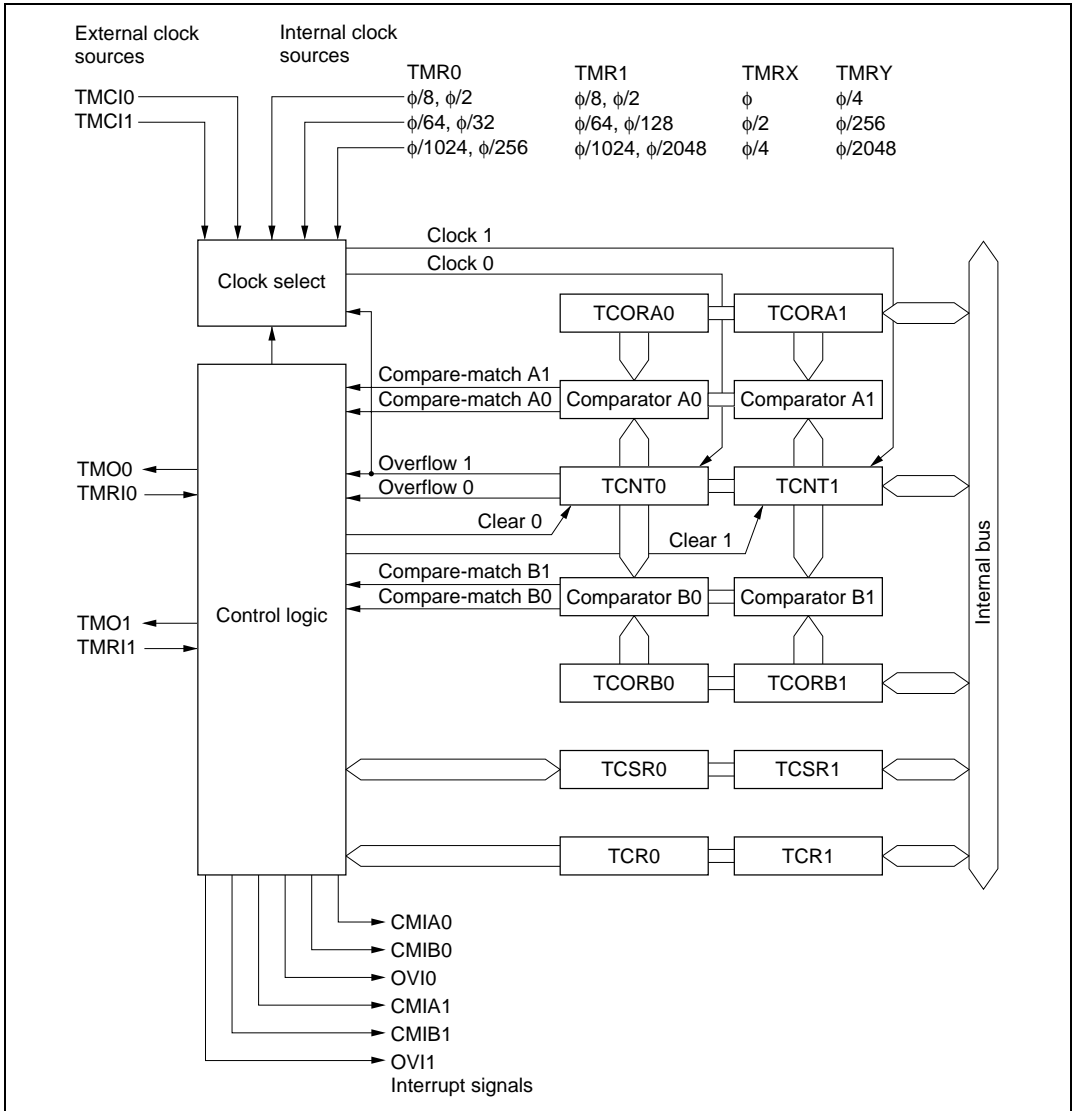 External clock
sources
Internal clock
sources
TMR0 TMR1 TMRX TMRY
TMCI0 ϕ/8, ϕ/2 ϕ/8, ϕ/2 ϕ ϕ/4
TMCI1 ϕ/64, ϕ/32 ϕ/64, ϕ/128 ϕ/2 ϕ/256
ϕ/1024, ϕ/256 ϕ/1024, ϕ/2048 ϕ/4 ϕ/2048
Clock 1
Clock 0
Clock select
TCORA0 TCORA1
Compare-match A1
Compare-match A0
Comparator A0 Comparator A1
TMO0
TMRI0
Overflow 1
Overflow 0
TCNT0 TCNT1
Clear 0
Clear 1
Compare-match B1
Compare-match B0
Comparator B0 Comparator B1
Control logic
TMO1
TMRI1
Internal bus
TCORB0 TCORB1
TCSR0 TCSR1
TCR0 TCR1
CMIA0
CMIB0
OVI0
CMIA1
CMIB1
OVI1
Interrupt signals